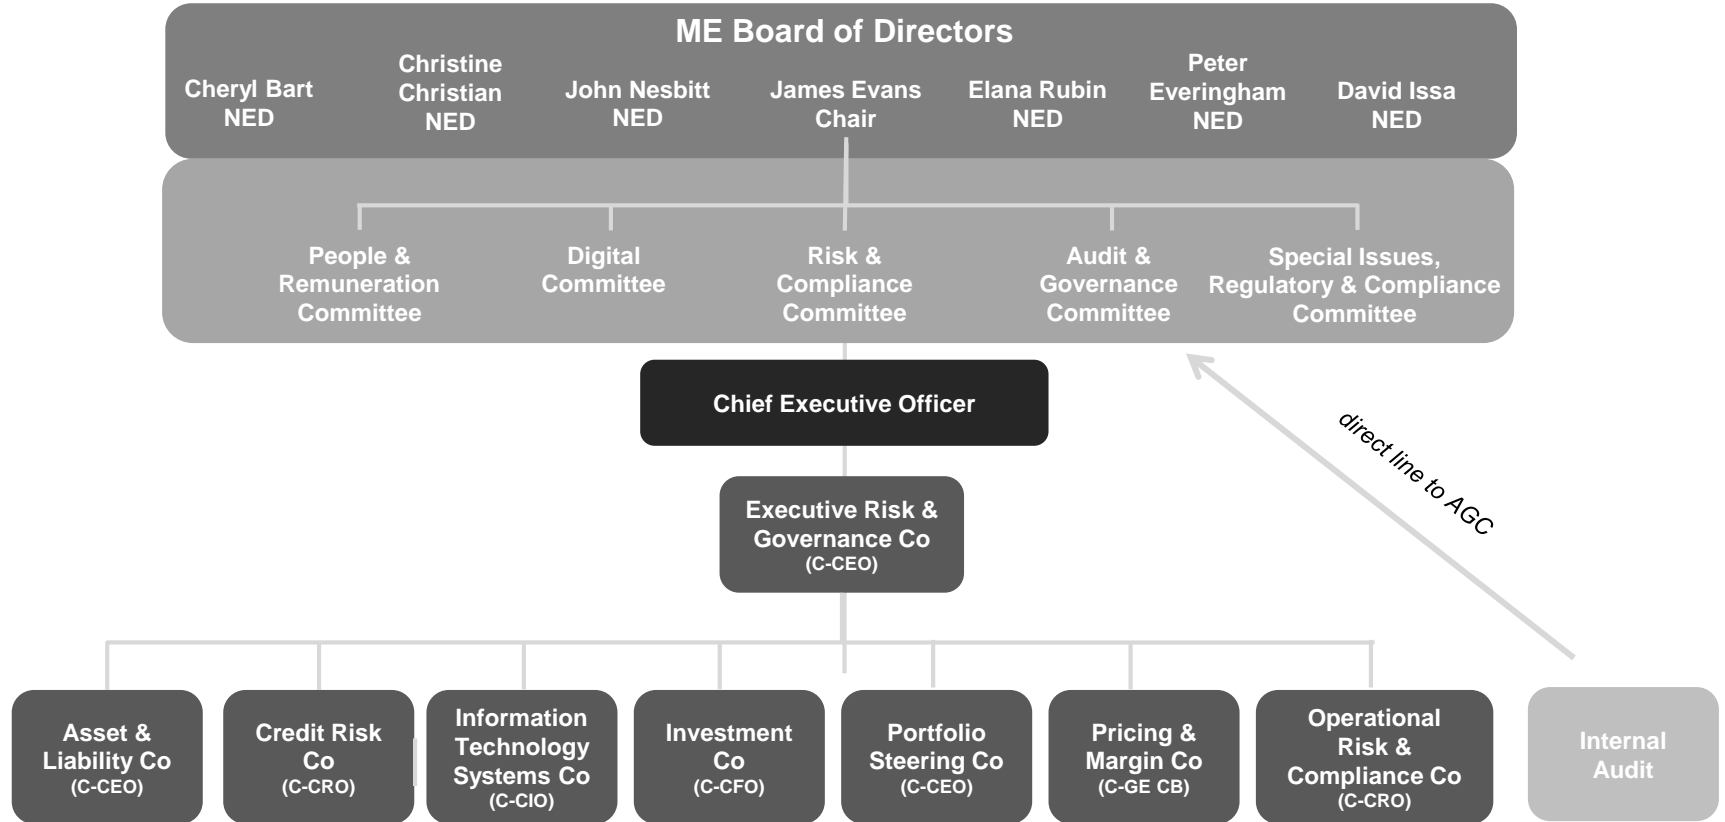 ME Board of Directors
Cheryl Bart
NED
Christine
Christian
NED
John Nesbitt
NED
James Evans
Chair
Elana Rubin
NED
Peter
Everingham
NED
David Issa
NED
People &
Remuneration
Committee
Digital
Committee
Risk &
Compliance
Committee
Audit &
Governance
Committee
Special Issues,
Regulatory & Compliance
Committee
Chief Executive Officer
direct line to AGC
Executive Risk &
Governance Co
(C-CEO)
Asset &
Liability Co
(C-CEO)
Credit Risk
Co
(C-CRO)
Information
Technology
Systems Co
(C-CIO)
Investment
Co
(C-CFO)
Portfolio
Steering Co
(C-CEO)
Pricing &
Margin Co
(C-GE CB)
Operational
Risk &
Compliance Co
(C-CRO)
Internal
Audit